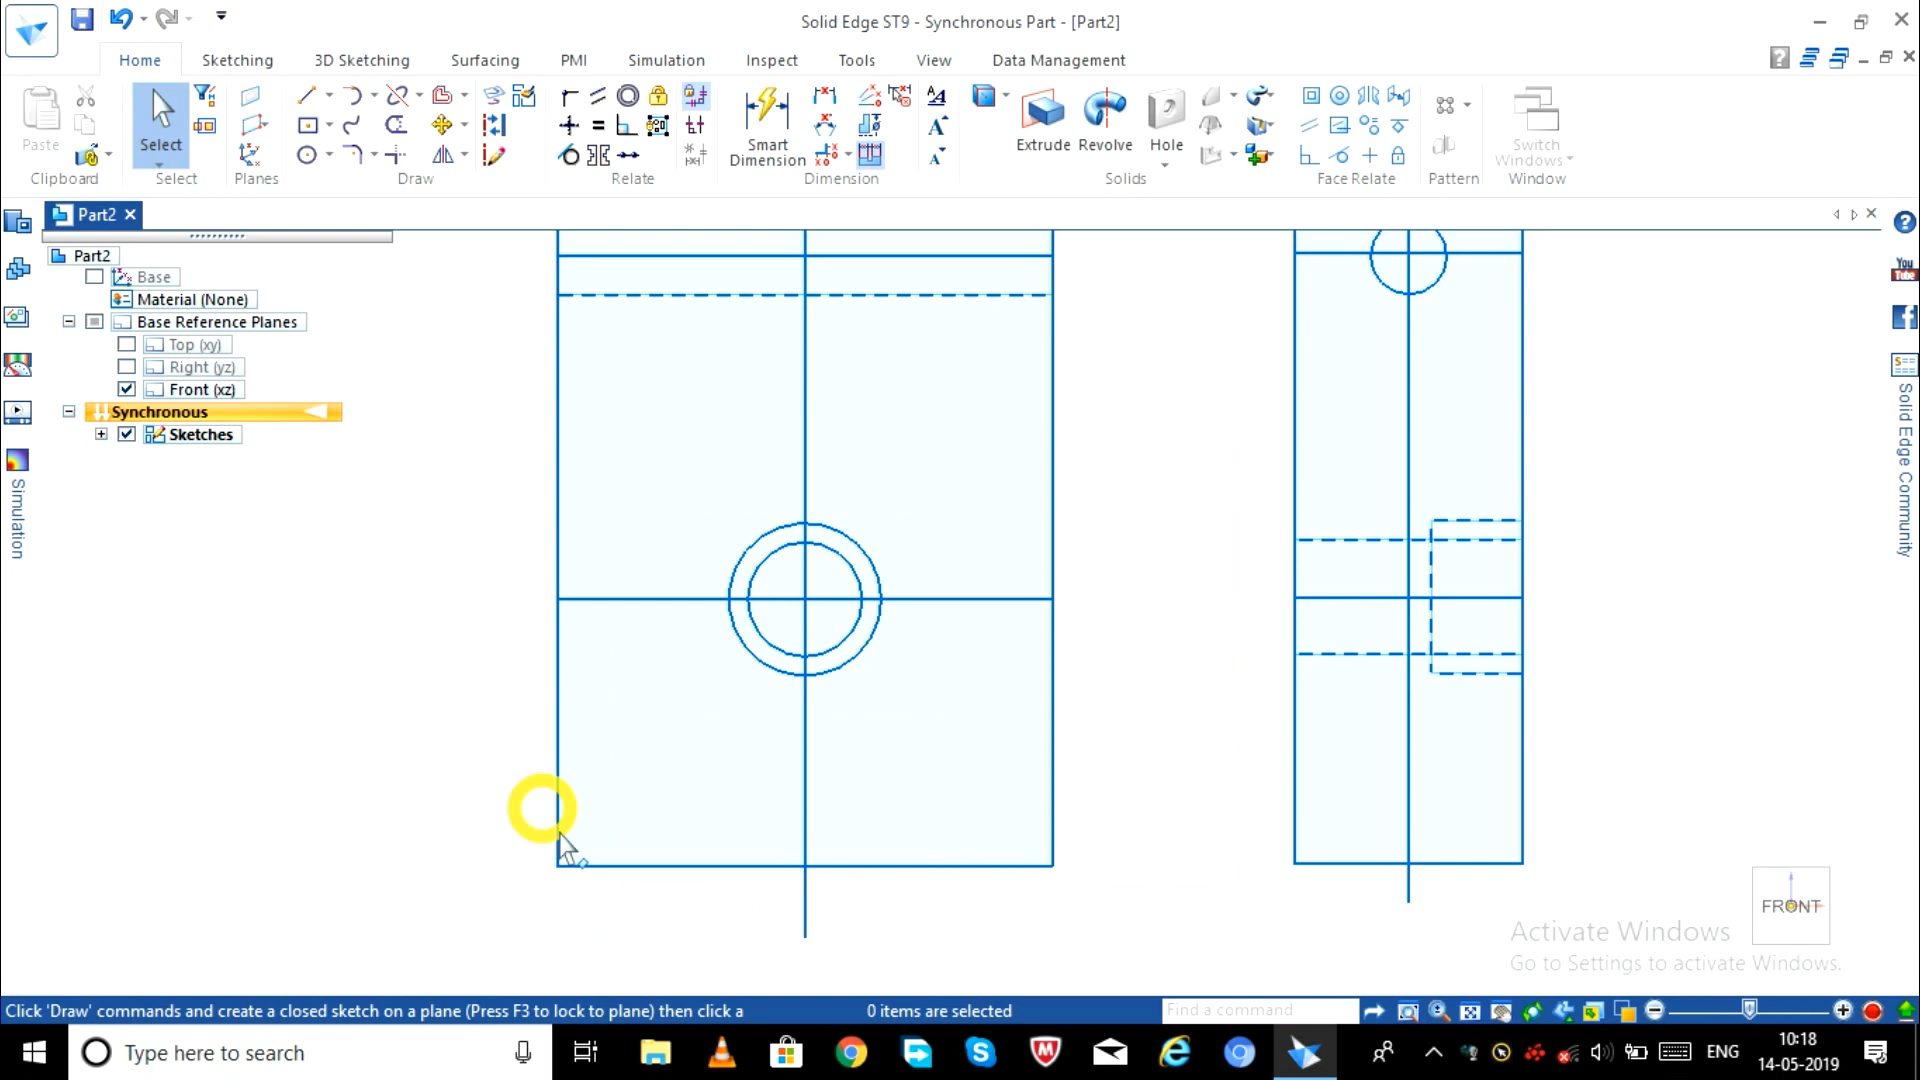 Solid Edge ST9 - Synchronous Part - [Part2]
Home Sketching 3D Sketching Surfacing PMI Simulation Inspect Tools View Data Management
Paste
Select
Smart Dimension
Extrude
Revolve
Hole
Switch Windows
Clipboard Select Planes Draw Relate Dimension Solids Face Relate Pattern Window
Part2
Part2
Base
Material (None)
Base Reference Planes
Top (xy)
Right (yz)
Front (xz)
Synchronous
Sketches
Simulation
You Tube
Solid Edge Community
FRONT
Activate Windows
Go to Settings to activate Windows.
Click 'Draw' commands and create a closed sketch on a plane (Press F3 to lock to plane) then click a
0 items are selected
Find a command
Type here to search
ENG
10:18
14-05-2019